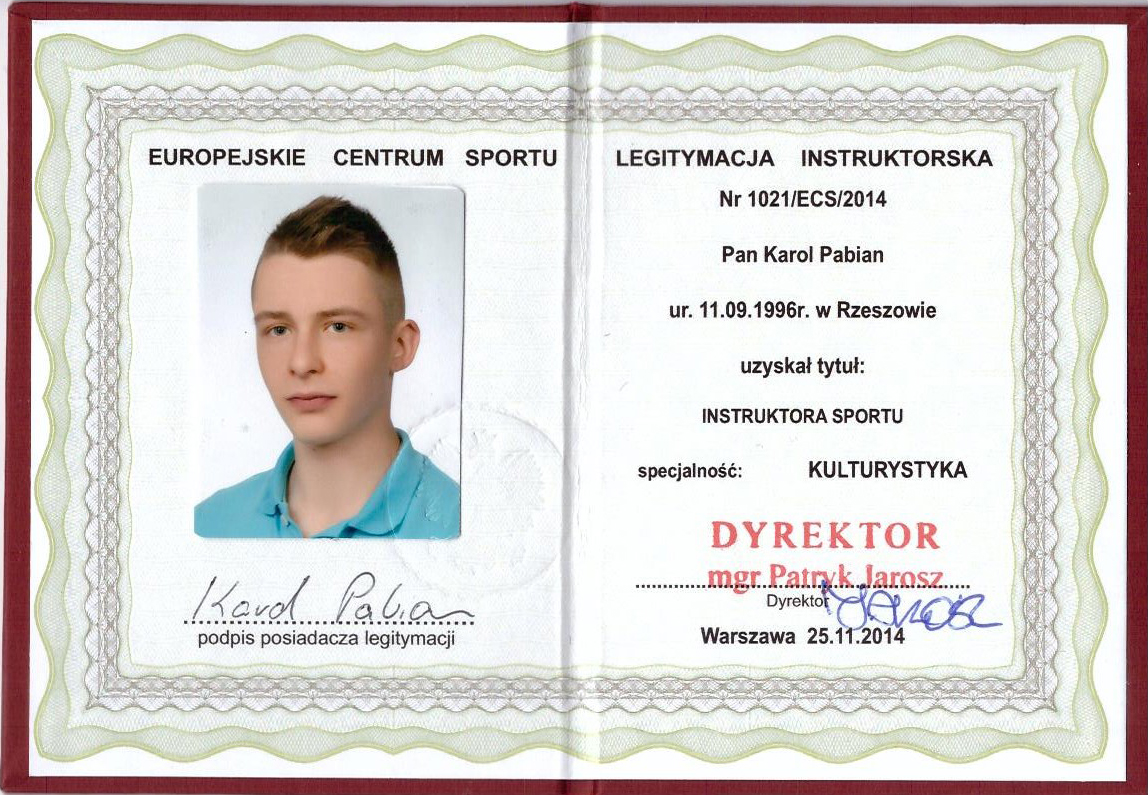 EUROPEJSKIE CENTRUM SPORTU
Karol Pabian
podpis posiadacza legitymacji
LEGITYMACJA INSTRUKTORSKA
Nr 1021/ECS/2014
Pan Karol Pabian
ur. 11.09.1996r. w Rzeszowie
uzyskał tytuł:
INSTRUKTORA SPORTU
specjalność: KULTURYSTYKA
DYREKTOR
mgr Patryk Jarosz
Dyrektor
Jarosz
Warszawa 25.11.2014